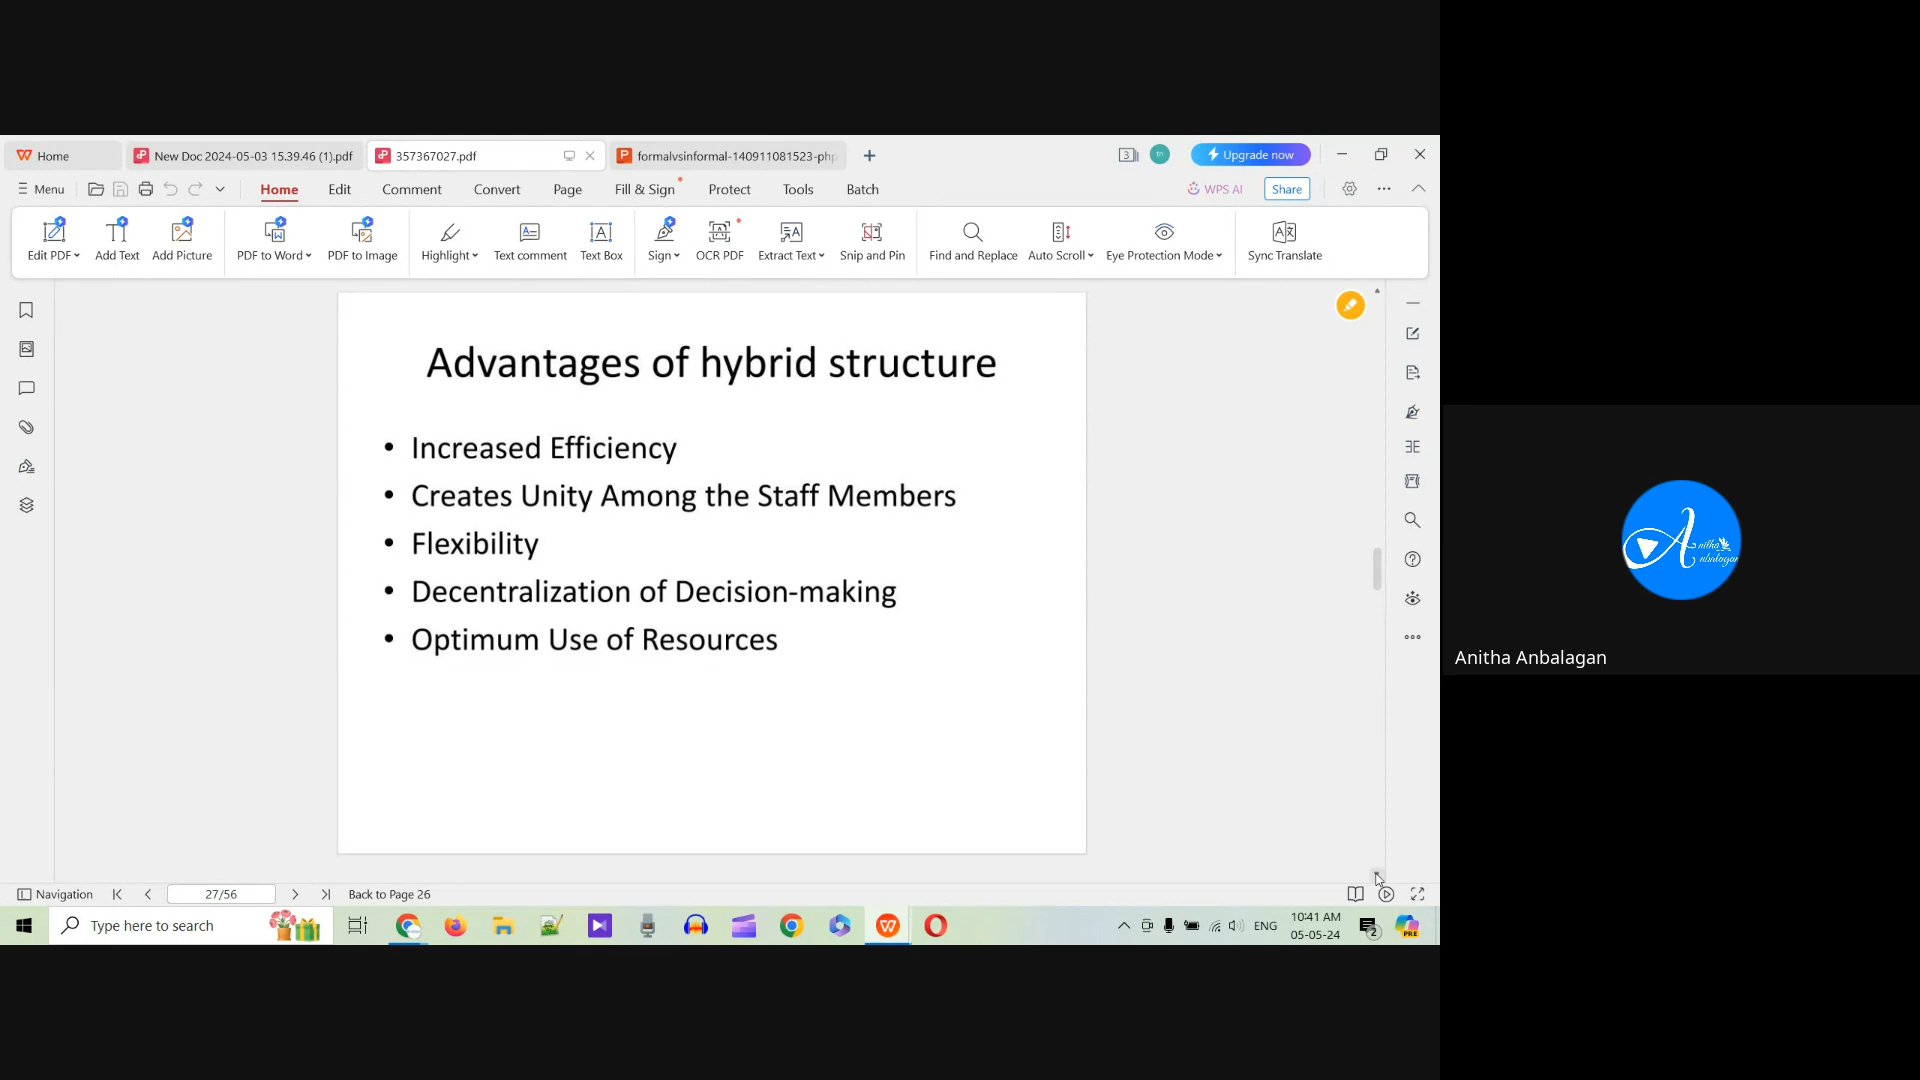 Home
New Doc 2024-05-03 15.39.46 (1).pdf
357367027.pdf
formalvsinformal-140911081523-php
3
Upgrade now
Menu
Home
Edit
Comment
Convert
Page
Fill & Sign
Protect
Tools
Batch
WPS AI
Share
Edit PDF
Add Text
Add Picture
PDF to Word
PDF to Image
Highlight
Text comment
Text Box
Sign
OCR PDF
Extract Text
Snip and Pin
Find and Replace
Auto Scroll
Eye Protection Mode
Sync Translate
Advantages of hybrid structure
• Increased Efficiency
• Creates Unity Among the Staff Members
• Flexibility
• Decentralization of Decision-making
• Optimum Use of Resources
Anitha Anbalagan
Navigation
27/56
Back to Page 26
Type here to search
ENG
10:41 AM
05-05-24
2
PRE